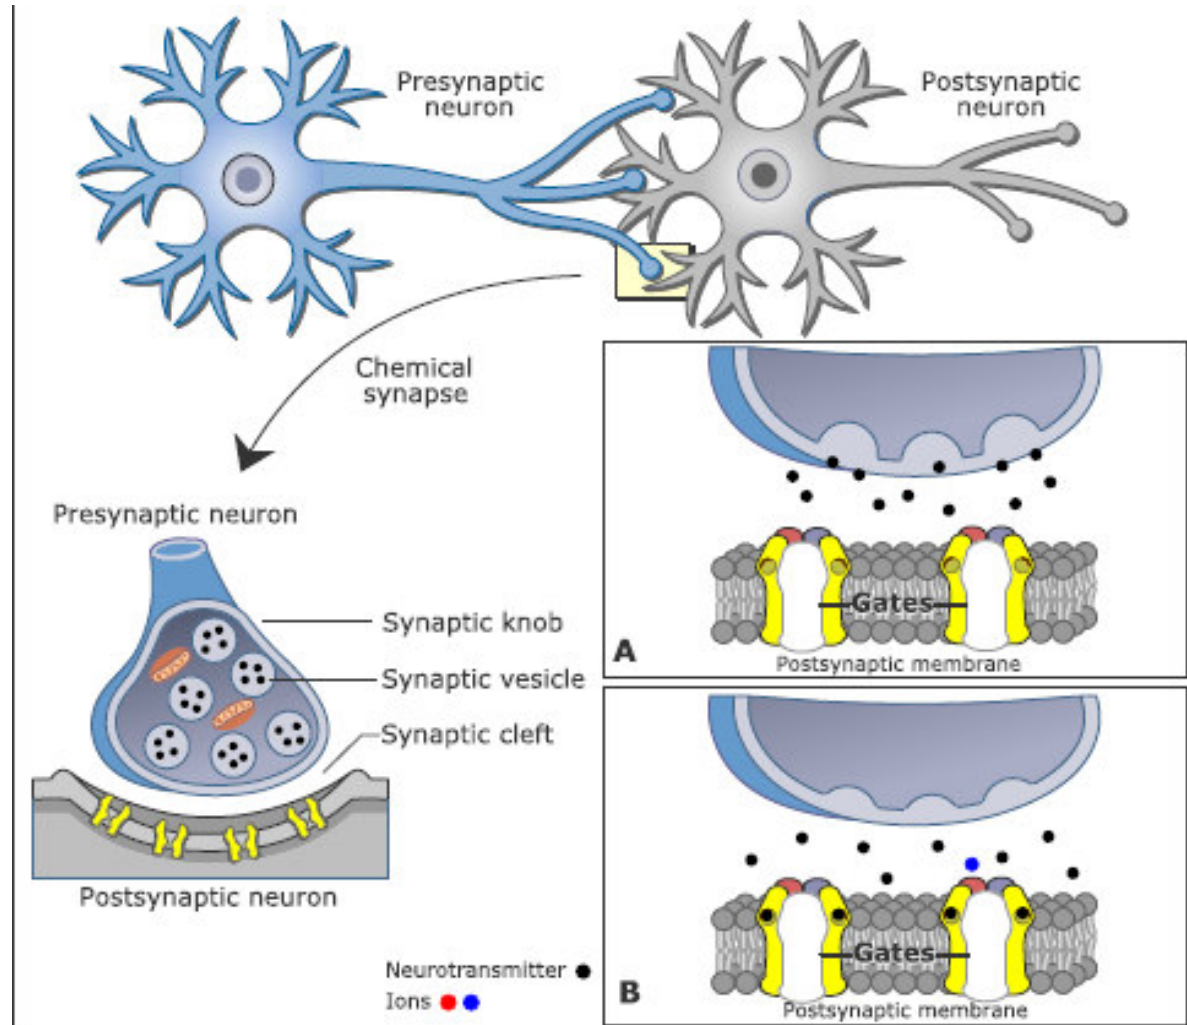 Presynaptic
neuron
Postsynaptic
neuron
Chemical
synapse
Presynaptic neuron
Synaptic knob
Synaptic vesicle
Synaptic cleft
Postsynaptic neuron
Neurotransmitter
Ions
Gates
A
Postsynaptic membrane
Gates
B
Postsynaptic membrane